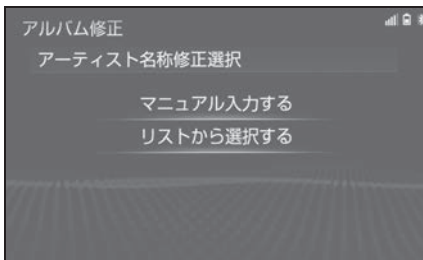 アルバム修正
アーティスト名称修正選択
マニュアル入力する
リストから選択する